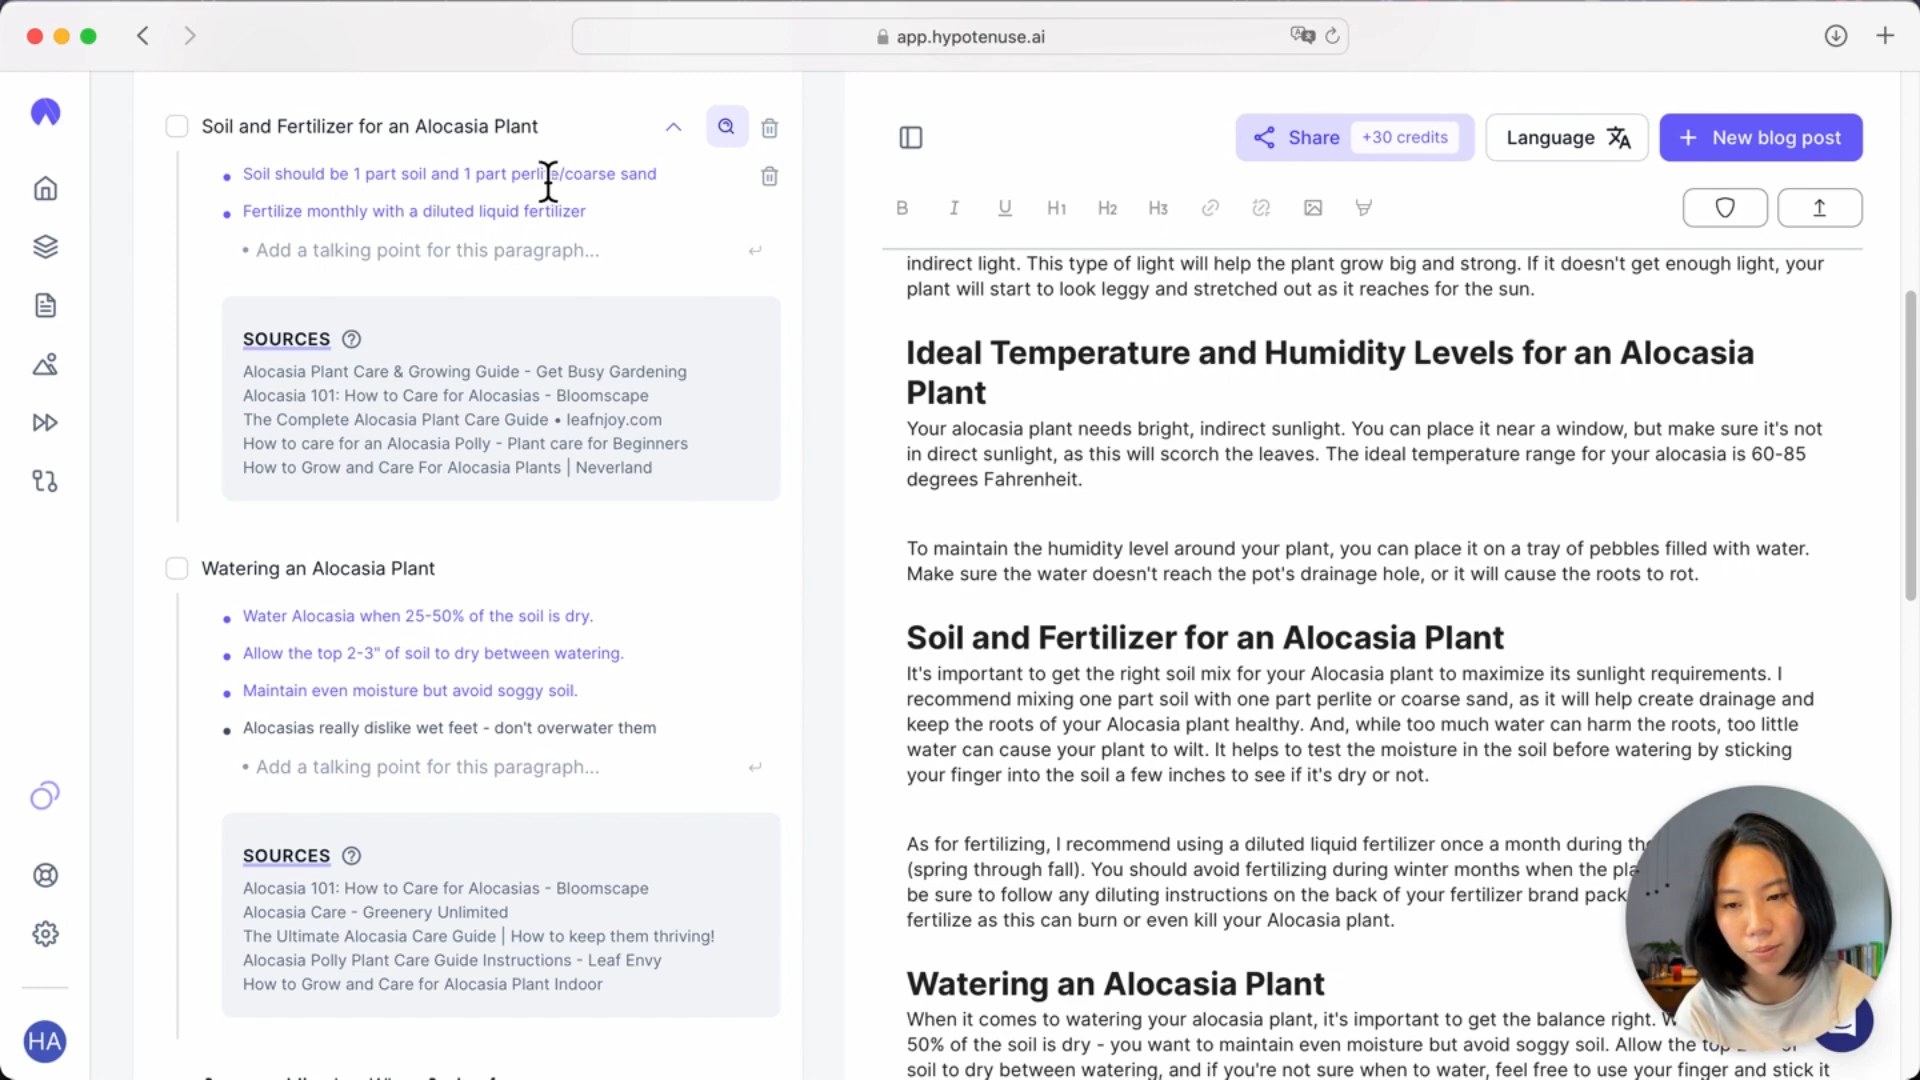 app.hypotenuse.ai
Soil and Fertilizer for an Alocasia Plant
Soil should be 1 part soil and 1 part perlite/coarse sand
Fertilize monthly with a diluted liquid fertilizer
• Add a talking point for this paragraph...
SOURCES
Alocasia Plant Care & Growing Guide - Get Busy Gardening
Alocasia 101: How to Care for Alocasias - Bloomscape
The Complete Alocasia Plant Care Guide • leafnjoy.com
How to care for an Alocasia Polly - Plant care for Beginners
How to Grow and Care For Alocasia Plants | Neverland
Watering an Alocasia Plant
Water Alocasia when 25-50% of the soil is dry.
Allow the top 2-3" of soil to dry between watering.
Maintain even moisture but avoid soggy soil.
Alocasias really dislike wet feet - don't overwater them
• Add a talking point for this paragraph...
SOURCES
Alocasia 101: How to Care for Alocasias - Bloomscape
Alocasia Care - Greenery Unlimited
The Ultimate Alocasia Care Guide | How to keep them thriving!
Alocasia Polly Plant Care Guide Instructions - Leaf Envy
How to Grow and Care for Alocasia Plant Indoor
HA
Share +30 credits
Language
+ New blog post
B I U H1 H2 H3
indirect light. This type of light will help the plant grow big and strong. If it doesn't get enough light, your
plant will start to look leggy and stretched out as it reaches for the sun.
Ideal Temperature and Humidity Levels for an Alocasia
Plant
Your alocasia plant needs bright, indirect sunlight. You can place it near a window, but make sure it's not
in direct sunlight, as this will scorch the leaves. The ideal temperature range for your alocasia is 60-85
degrees Fahrenheit.
To maintain the humidity level around your plant, you can place it on a tray of pebbles filled with water.
Make sure the water doesn't reach the pot's drainage hole, or it will cause the roots to rot.
Soil and Fertilizer for an Alocasia Plant
It's important to get the right soil mix for your Alocasia plant to maximize its sunlight requirements. I
recommend mixing one part soil with one part perlite or coarse sand, as it will help create drainage and
keep the roots of your Alocasia plant healthy. And, while too much water can harm the roots, too little
water can cause your plant to wilt. It helps to test the moisture in the soil before watering by sticking
your finger into the soil a few inches to see if it's dry or not.
As for fertilizing, I recommend using a diluted liquid fertilizer once a month during
(spring through fall). You should avoid fertilizing during winter months when the
be sure to follow any diluting instructions on the back of your fertilizer brand
fertilize as this can burn or even kill your Alocasia plant.
Watering an Alocasia Plant
When it comes to watering your alocasia plant, it's important to get the balance right.
50% of the soil is dry - you want to maintain even moisture but avoid soggy soil. Allow the top
soil to dry between watering, and if you're not sure when to water, feel free to use your finger and stick it